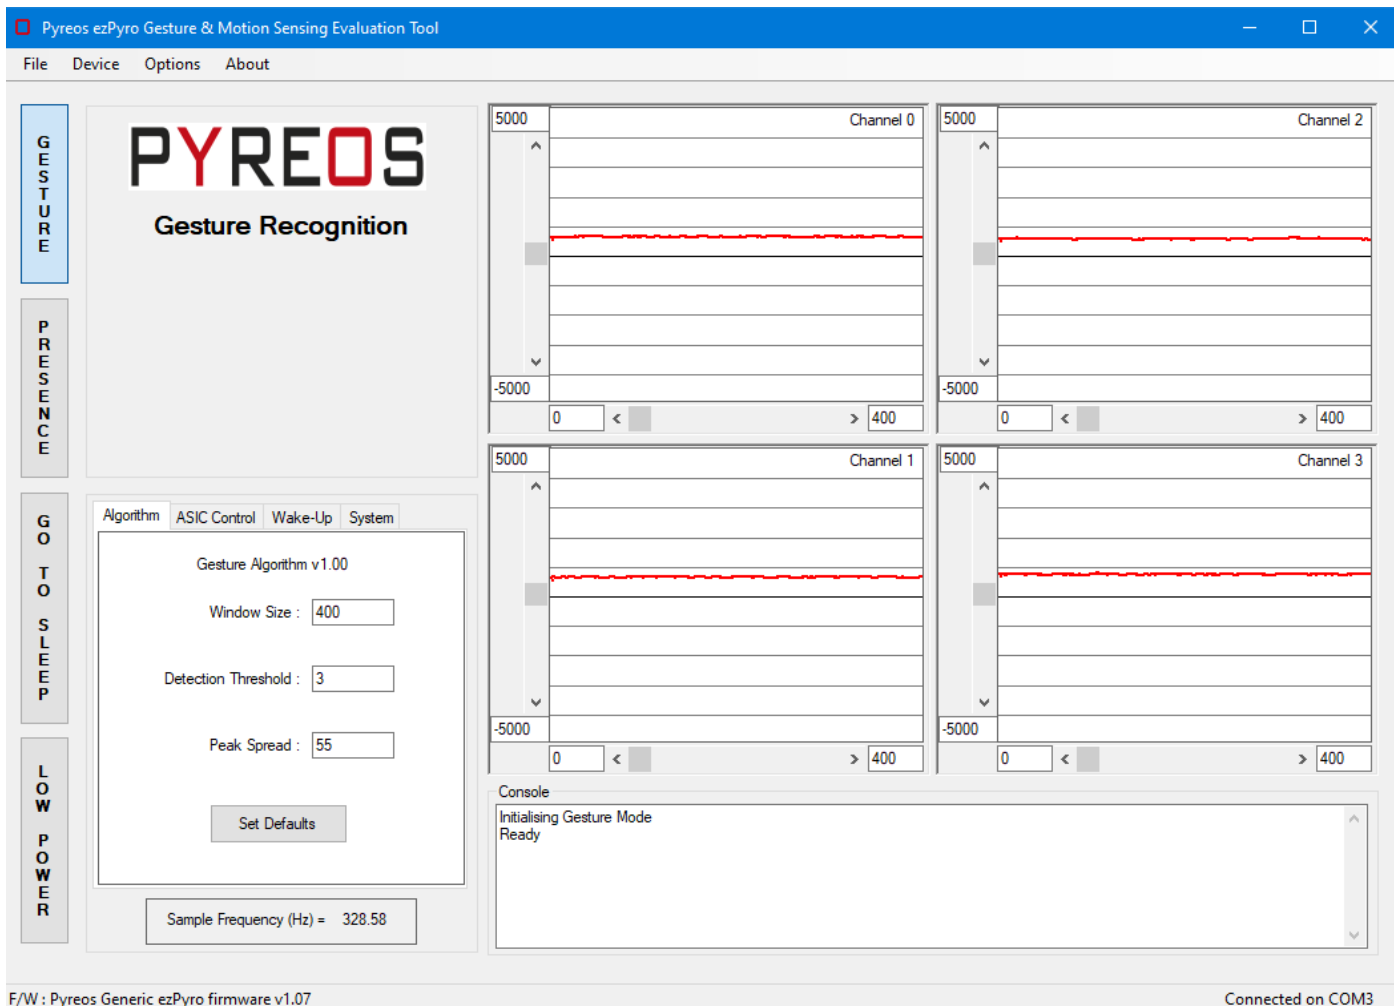 Pyreos ezPyro Gesture & Motion Sensing Evaluation Tool
File Device Options About
GESTURE
PRESENCE
GO TO SLEEP
LOW POWER
PYREOS
Gesture Recognition
Algorithm ASIC Control Wake-Up System
Gesture Algorithm v1.00
Window Size : 400
Detection Threshold : 3
Peak Spread : 55
Set Defaults
Sample Frequency (Hz) = 328.58
5000 Channel 0
-5000
0 < > 400
5000 Channel 2
-5000
0 < > 400
5000 Channel 1
-5000
0 < > 400
5000 Channel 3
-5000
0 < > 400
Console
Initialising Gesture Mode
Ready
F/W : Pyreos Generic ezPyro firmware v1.07
Connected on COM3